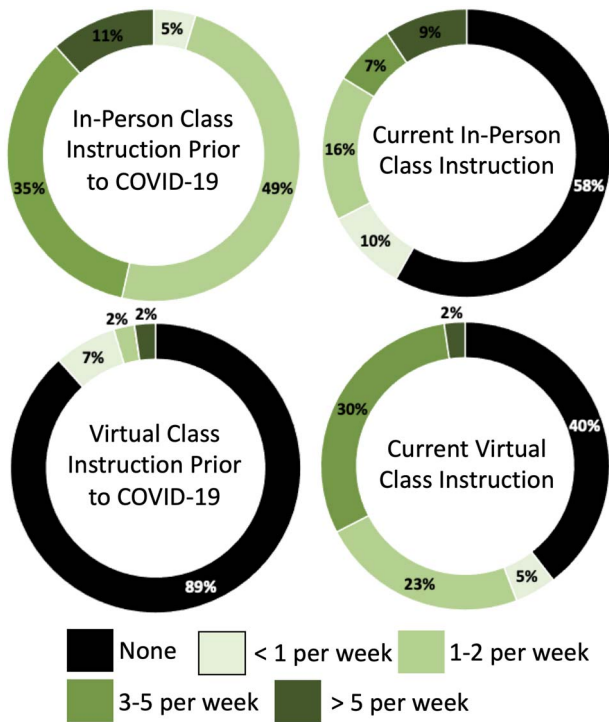 11%
5%
In-Person Class
Instruction Prior
to COVID-19
35%
49%
9%
7%
16%
Current In-Person
Class Instruction
58%
10%
2%
2%
7%
Virtual Class
Instruction Prior
to COVID-19
89%
2%
30%
40%
Current Virtual
Class Instruction
23%
5%
None
< 1 per week
1-2 per week
3-5 per week
> 5 per week